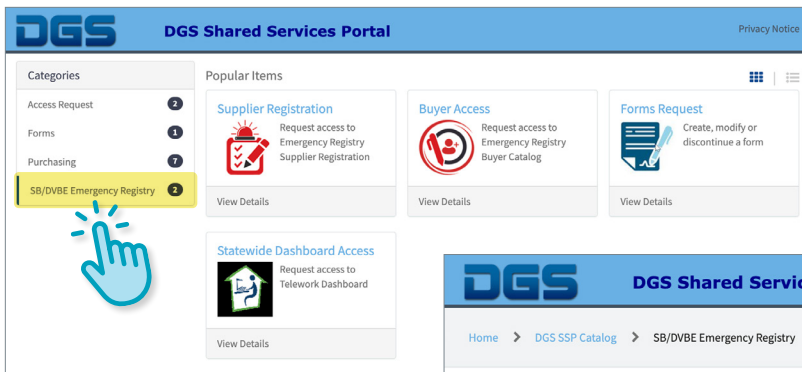 DGS
DGS Shared Services Portal
Privacy Notice
Categories
Access Request 2
Forms 1
Purchasing 7
SB/DVBE Emergency Registry 2
Popular Items
Supplier Registration
Request access to
Emergency Registry
Supplier Registration
View Details
Buyer Access
Request access to
Emergency Registry
Buyer Catalog
View Details
Forms Request
Create, modify or
discontinue a form
View Details
Statewide Dashboard Access
Request access to
Telework Dashboard
View Details
DGS
DGS Shared Servic
Home > DGS SSP Catalog > SB/DVBE Emergency Registry